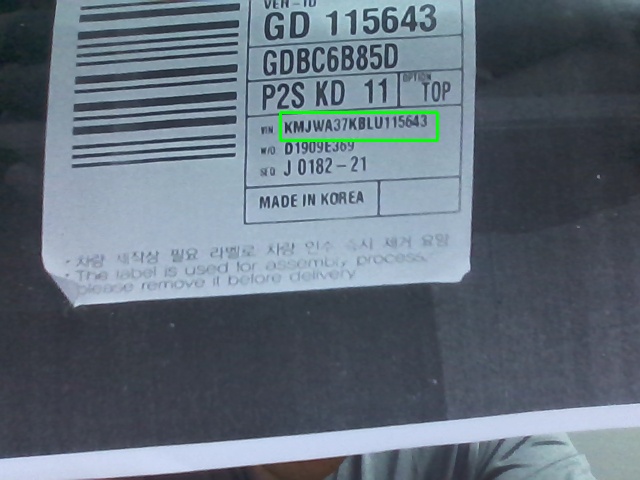 VEH-ID
GD 115643
GDBC6B85D
P2S KD 11 OPTION TOP
VIN KMJWA37KBLU115643
W/O D1909E369
SEQ J 0182-21
MADE IN KOREA
• 차량 색작상 필요 라벨로 차량 인수 즉시 제거 요망
• The label is used for assembly process.
please remove it before delivery